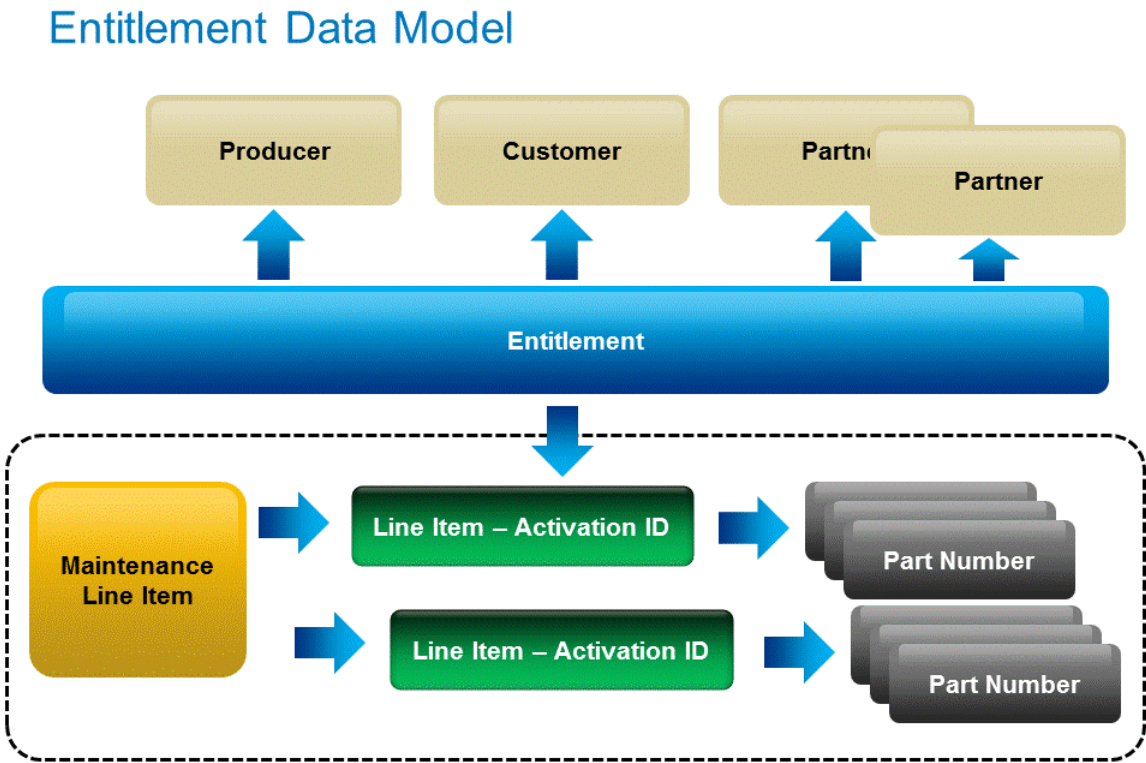 Entitlement Data Model
Producer
Customer
Partne
Partner
Entitlement
Maintenance
Line Item
Line Item – Activation ID
Part Number
Line Item – Activation ID
Part Number